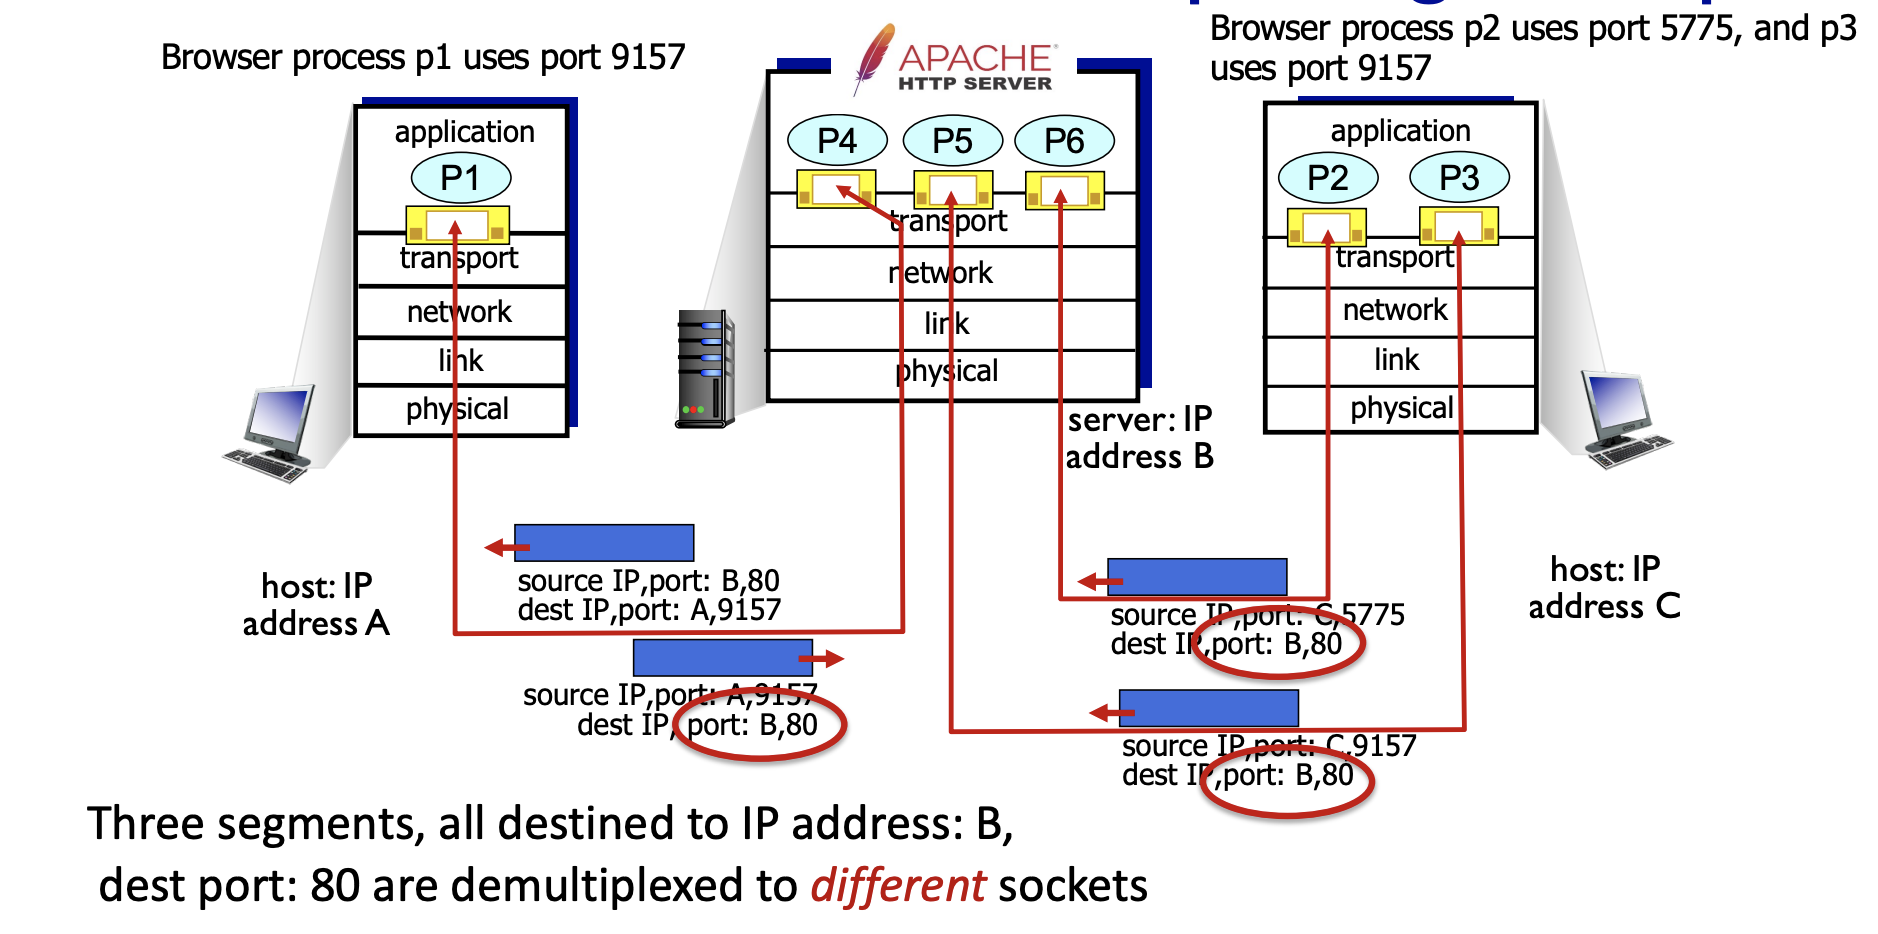 Browser process p1 uses port 9157
APACHE
HTTP SERVER
Browser process p2 uses port 5775, and p3
uses port 9157
application
P1
transport
network
link
physical
P4
P5
P6
transport
network
link
physical
application
P2
P3
transport
network
link
physical
server: IP
address B
host: IP
address A
source IP,port: B,80
dest IP,port: A,9157
source IP,port: A,9157
dest IP, port: B,80
source IP,port: C,5775
dest IP,port: B,80
source IP,port: C,9157
dest IP,port: B,80
host: IP
address C
Three segments, all destined to IP address: B,
dest port: 80 are demultiplexed to different sockets